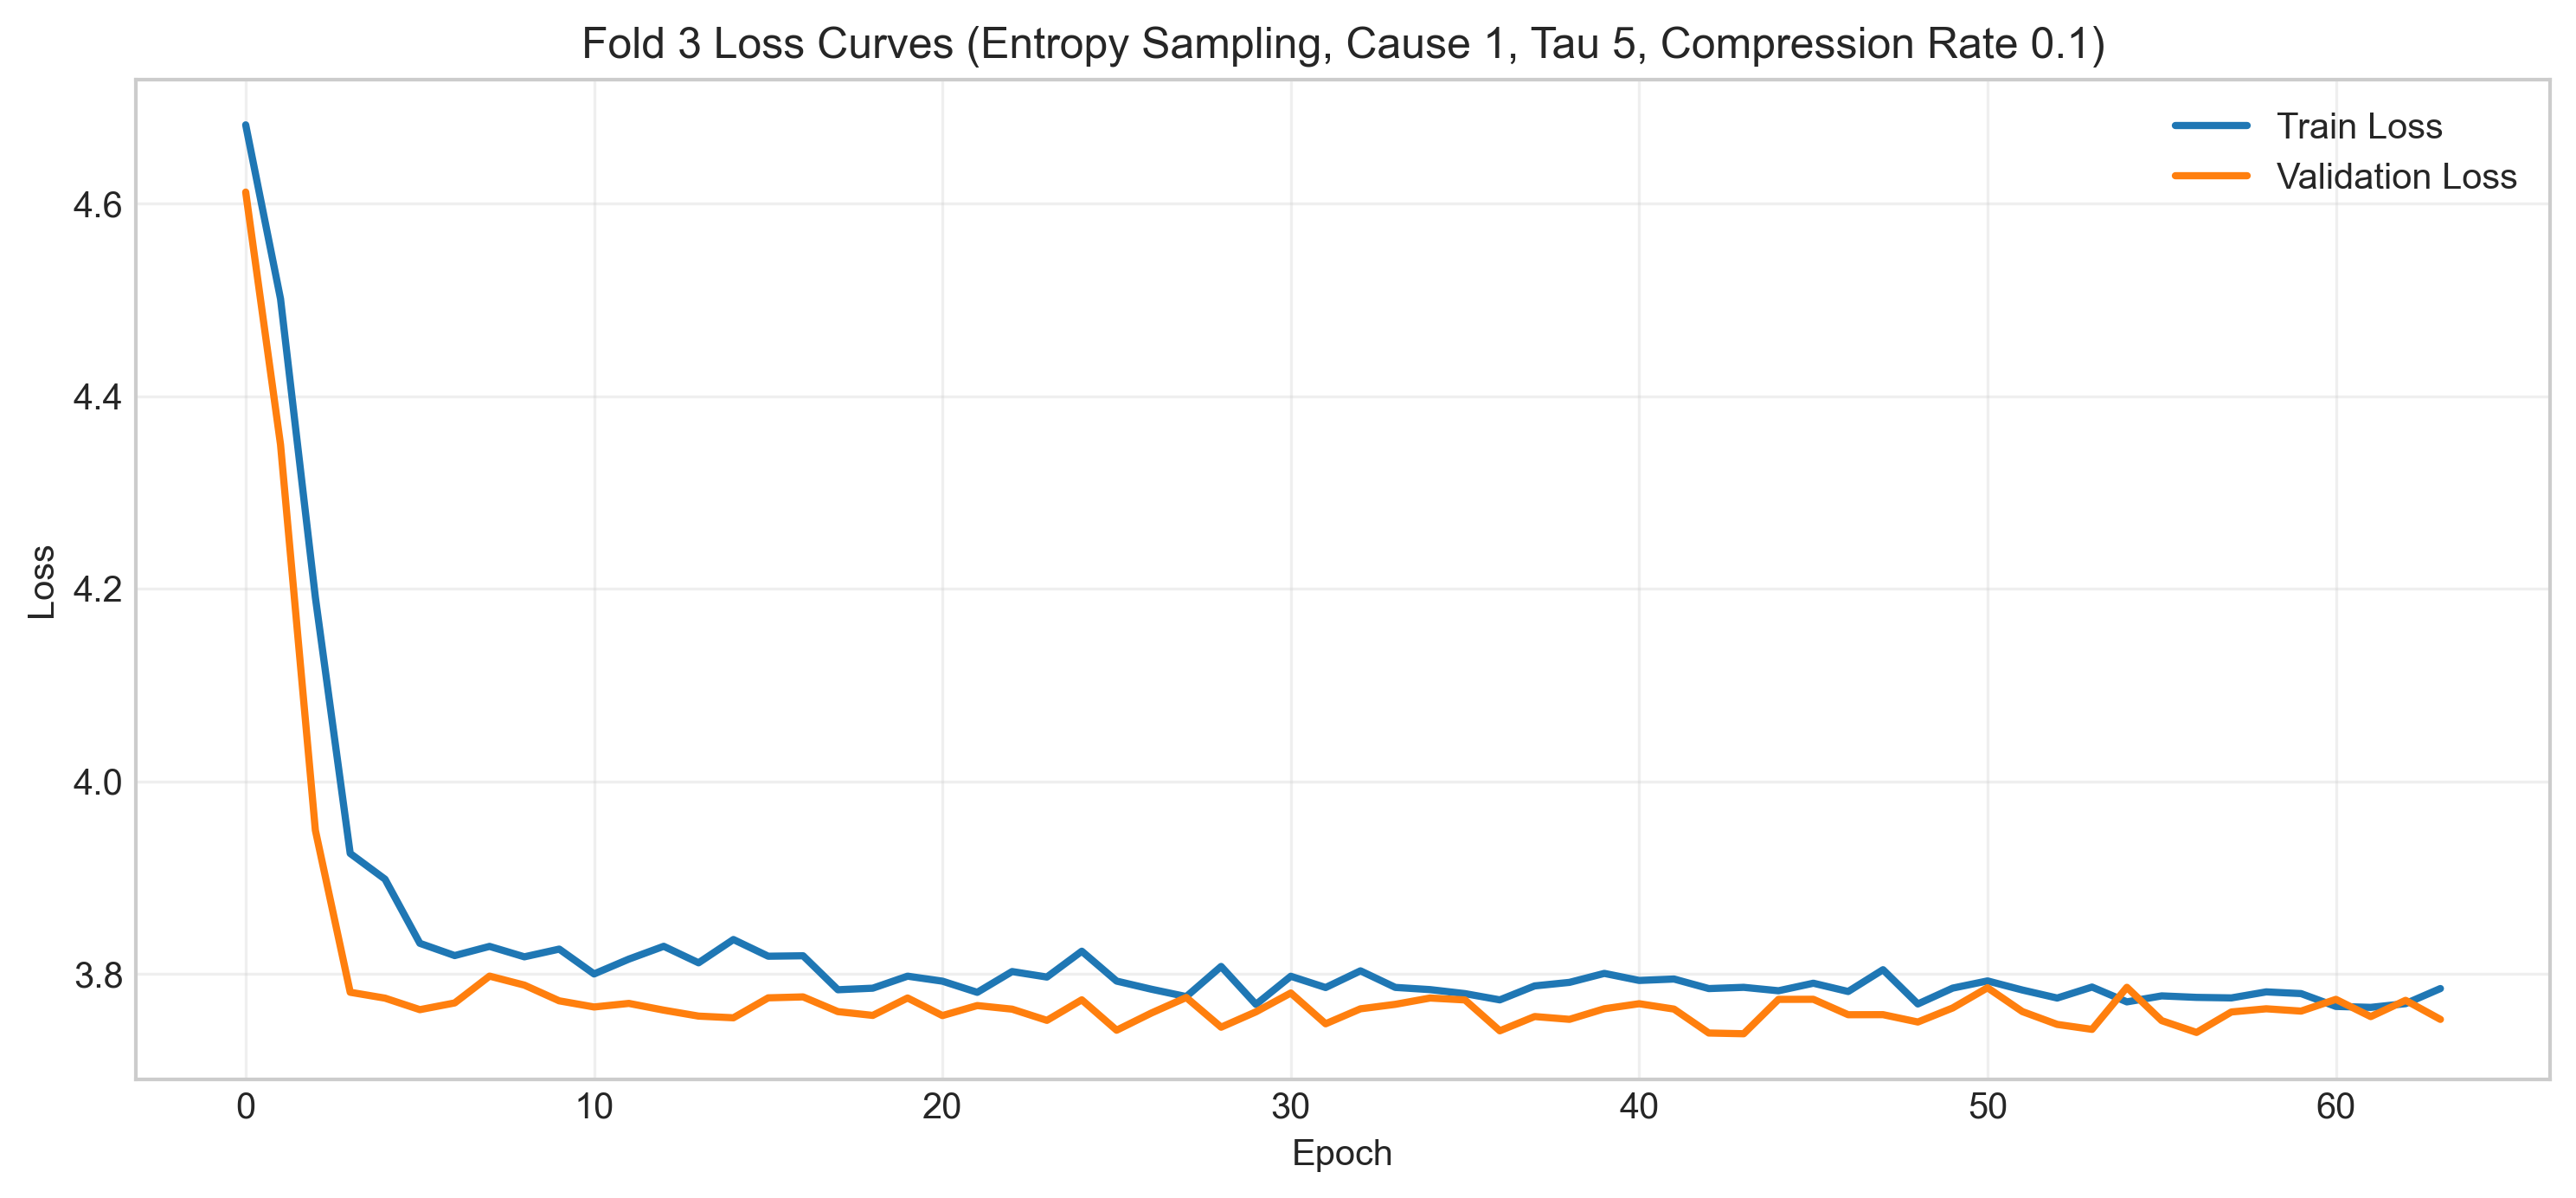 Fold 3 Loss Curves (Entropy Sampling, Cause 1, Tau 5, Compression Rate 0.1)
Train Loss
Validation Loss
4.6
4.4
4.2
4.0
3.8
Loss
0 10 20 30 40 50 60
Epoch